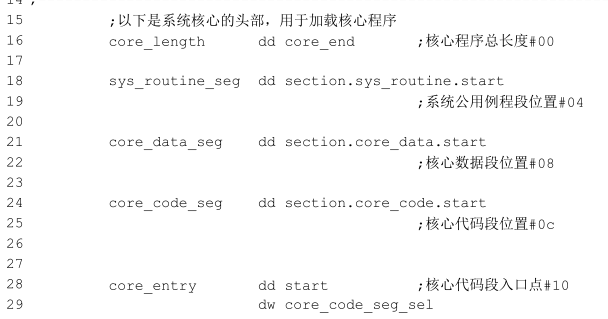 15 ;以下是系统核心的头部，用于加载核心程序
16 core_length dd core_end ;核心程序总长度#00
17
18 sys_routine_seg dd section.sys_routine.start
19 ;系统公用例程段位置#04
20
21 core_data_seg dd section.core_data.start
22 ;核心数据段位置#08
23
24 core_code_seg dd section.core_code.start
25 ;核心代码段位置#0c
26
27
28 core_entry dd start ;核心代码段入口点#10
29 dw core_code_seg_sel